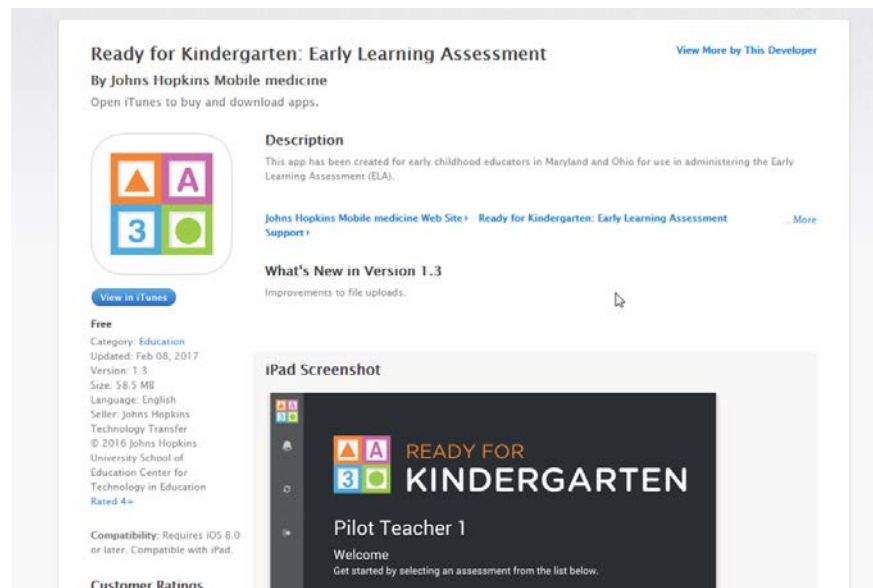 Ready for Kindergarten: Early Learning Assessment
View More by This Developer
By Johns Hopkins Mobile medicine
Open iTunes to buy and download apps.
A
3
Description
This app has been created for early childhood educators in Maryland and Ohio for use in administering the Early
Learning Assessment (ELA).
Johns Hopkins Mobile medicine Web Site Ready for Kindergarten: Early Learning Assessment
Support
...More
What's New in Version 1.3
Improvements to file uploads.
View in iTunes
Free
Category: Education
Updated: Feb 08, 2017
Version: 1.3
Size: 58.5 MB
Language: English
Seller: Johns Hopkins
Technology Transfer
© 2016 Johns Hopkins
University School of
Education Center for
Technology in Education
Rated 4+
Compatibility: Requires iOS 8.0
or later. Compatible with iPad.
Customer Ratings
iPad Screenshot
A
3
READY FOR
KINDERGARTEN
Pilot Teacher 1
Welcome
Get started by selecting an assessment from the list below.